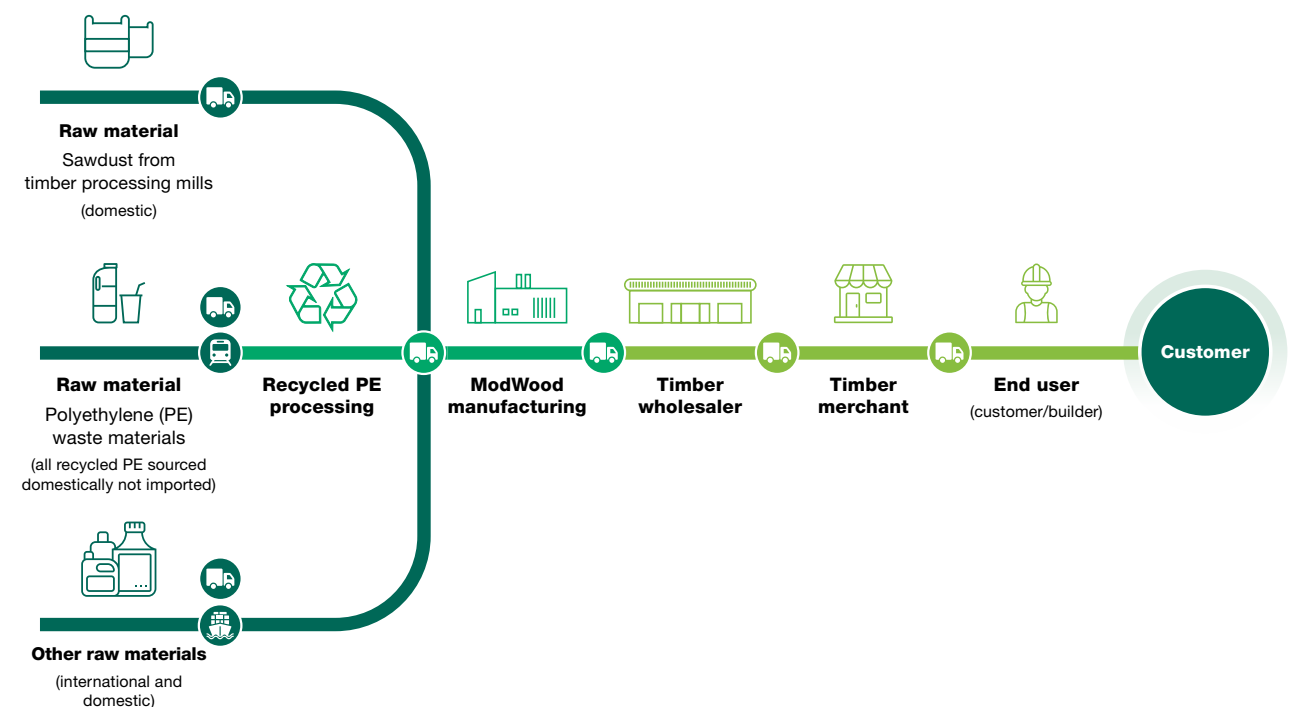 Raw material
Sawdust from
timber processing mills
(domestic)
Raw material
Polyethylene (PE)
waste materials
(all recycled PE sourced
domestically not imported)
Recycled PE
processing
ModWood
manufacturing
Timber
wholesaler
Timber
merchant
End user
(customer/builder)
Customer
Other raw materials
(international and
domestic)